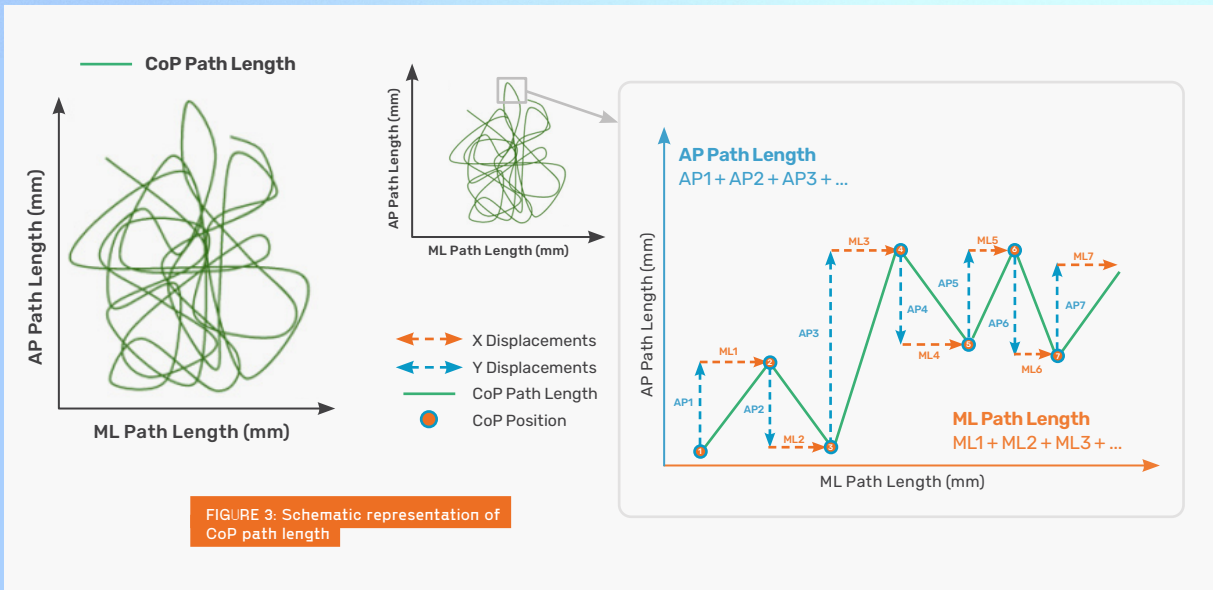 CoP Path Length
AP Path Length (mm)
ML Path Length (mm)
AP Path Length (mm)
ML Path Length (mm)
X Displacements
Y Displacements
CoP Path Length
CoP Position
AP Path Length
AP1 + AP2 + AP3 + ...
AP Path Length (mm)
ML1
AP1
AP2
ML2
AP3
ML3
AP4
ML4
AP5
ML5
AP6
ML6
AP7
ML7
1
2
3
4
5
6
7
ML Path Length
ML1 + ML2 + ML3 + ...
ML Path Length (mm)
FIGURE 3: Schematic representation of
CoP path length